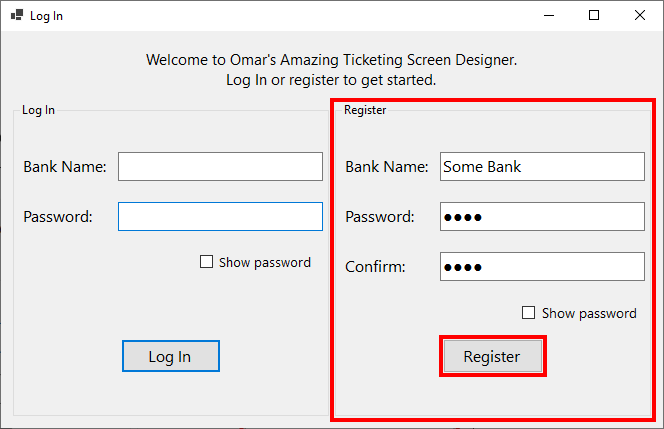 Log In
Welcome to Omar's Amazing Ticketing Screen Designer.
Log In or register to get started.
Log In
Bank Name:
Password:
Show password
Log In
Register
Bank Name: Some Bank
Password: ●●●●
Confirm: ●●●●
Show password
Register